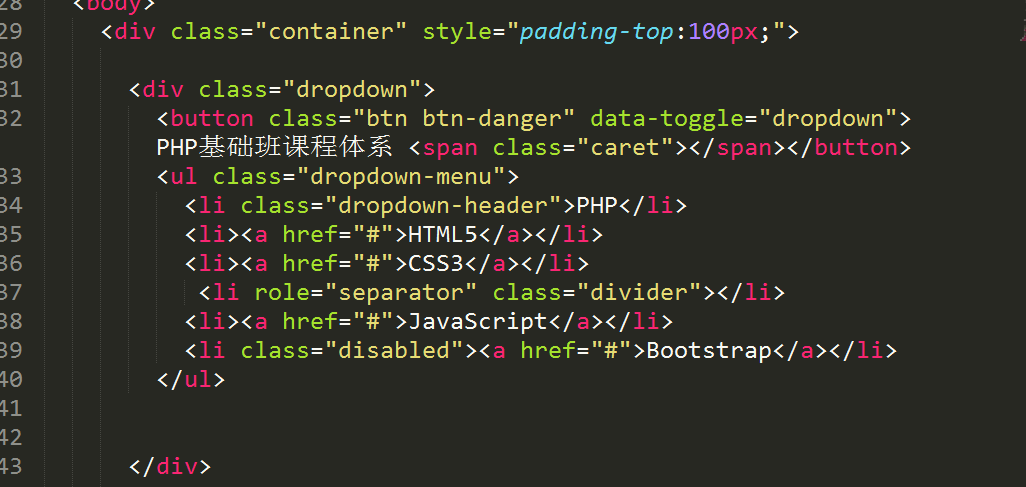 28 <body>
29 <div class="container" style="padding-top:100px;">
30
31 <div class="dropdown">
32 <button class="btn btn-danger" data-toggle="dropdown">
PHP基础班课程体系 <span class="caret"></span></button>
33 <ul class="dropdown-menu">
34 <li class="dropdown-header">PHP</li>
35 <li><a href="#">HTML5</a></li>
36 <li><a href="#">CSS3</a></li>
37 <li role="separator" class="divider"></li>
38 <li><a href="#">JavaScript</a></li>
39 <li class="disabled"><a href="#">Bootstrap</a></li>
40 </ul>
41
42
43 </div>